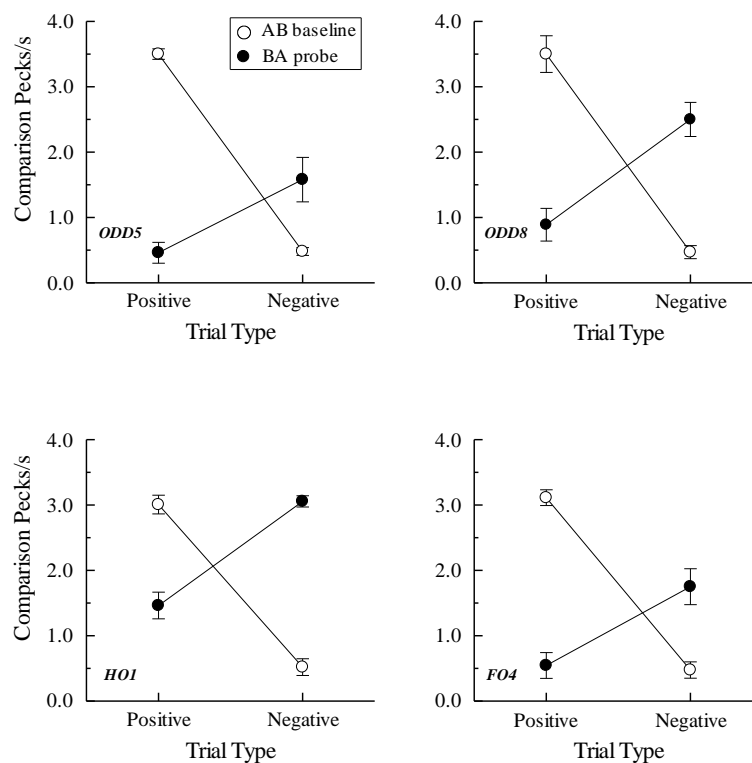 4.0
3.0
2.0
1.0
0.0
Comparison Pecks/s
AB baseline
BA probe
ODD5
Positive
Negative
Trial Type
4.0
3.0
2.0
1.0
0.0
ODD8
Positive
Negative
Trial Type
4.0
3.0
2.0
1.0
0.0
Comparison Pecks/s
HO1
Positive
Negative
Trial Type
4.0
3.0
2.0
1.0
0.0
FO4
Positive
Negative
Trial Type